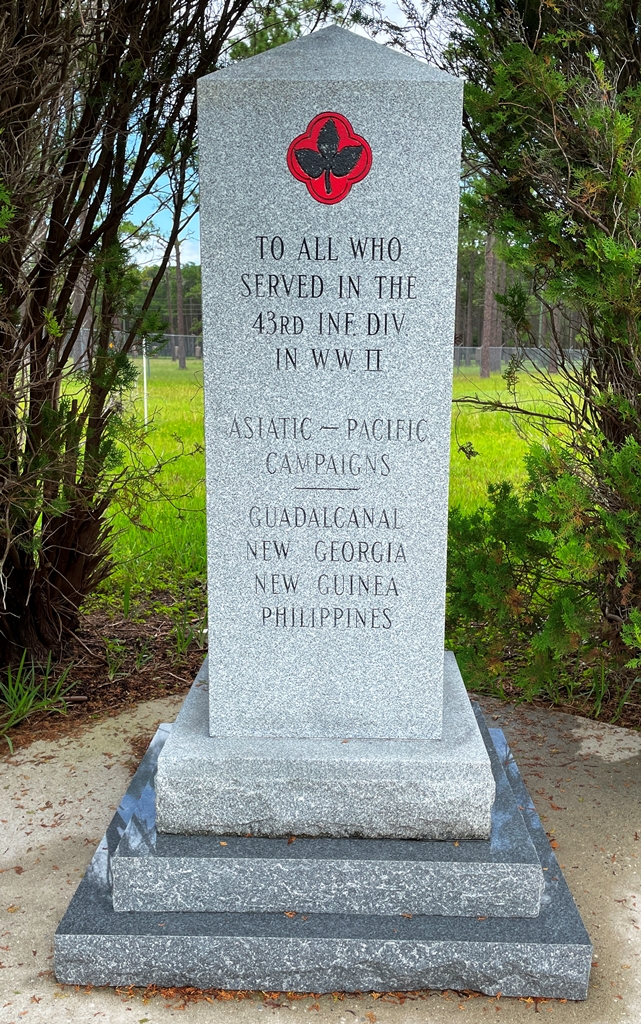 TO ALL WHO
SERVED IN THE
43RD INF. DIV.
IN W.W. II
ASIATIC - PACIFIC
CAMPAIGNS
GUADALCANAL
NEW GEORGIA
NEW GUINEA
PHILIPPINES